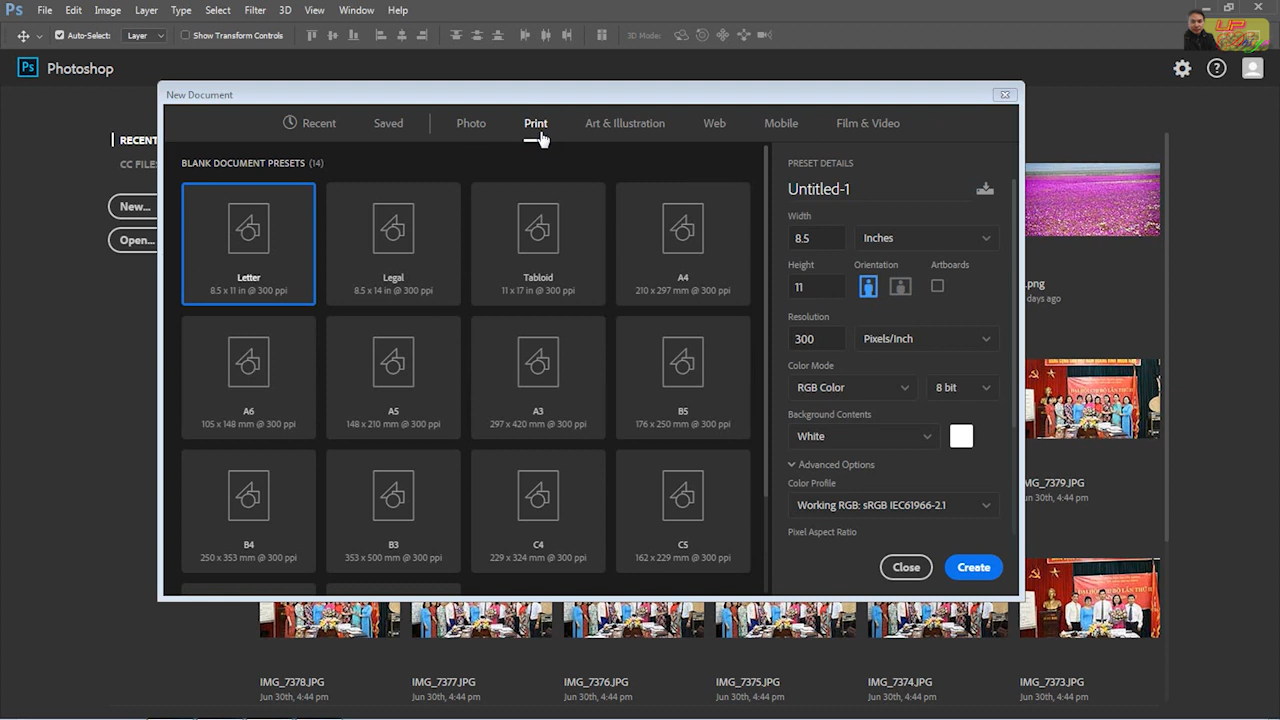 Ps File Edit Image Layer Type Select Filter 3D View Window Help
Auto-Select: Layer Show Transform Controls 3D Mode:
UP
Ps Photoshop
New Document
RECENT
CC FILES
New...
Open...
Recent Saved Photo Print Art & Illustration Web Mobile Film & Video
BLANK DOCUMENT PRESETS (14)
Letter
8.5 x 11 in @ 300 ppi
Legal
8.5 x 14 in @ 300 ppi
Tabloid
11 x 17 in @ 300 ppi
A4
210 x 297 mm @ 300 ppi
A6
105 x 148 mm @ 300 ppi
A5
148 x 210 mm @ 300 ppi
A3
297 x 420 mm @ 300 ppi
B5
176 x 250 mm @ 300 ppi
B4
250 x 353 mm @ 300 ppi
B3
353 x 500 mm @ 300 ppi
C4
229 x 324 mm @ 300 ppi
C5
162 x 229 mm @ 300 ppi
PRESET DETAILS
Untitled-1
Width
8.5 Inches
Height Orientation Artboards
11
Resolution
300 Pixels/Inch
Color Mode
RGB Color 8 bit
Background Contents
White
Advanced Options
Color Profile
Working RGB: sRGB IEC61966-2.1
Pixel Aspect Ratio
Close Create
.png
days ago
IMG_7379.JPG
Jun 30th, 4:44 pm
IMG_7378.JPG
Jun 30th, 4:44 pm
IMG_7377.JPG
Jun 30th, 4:44 pm
IMG_7376.JPG
Jun 30th, 4:44 pm
IMG_7375.JPG
Jun 30th, 4:44 pm
IMG_7374.JPG
Jun 30th, 4:44 pm
IMG_7373.JPG
Jun 30th, 4:44 pm